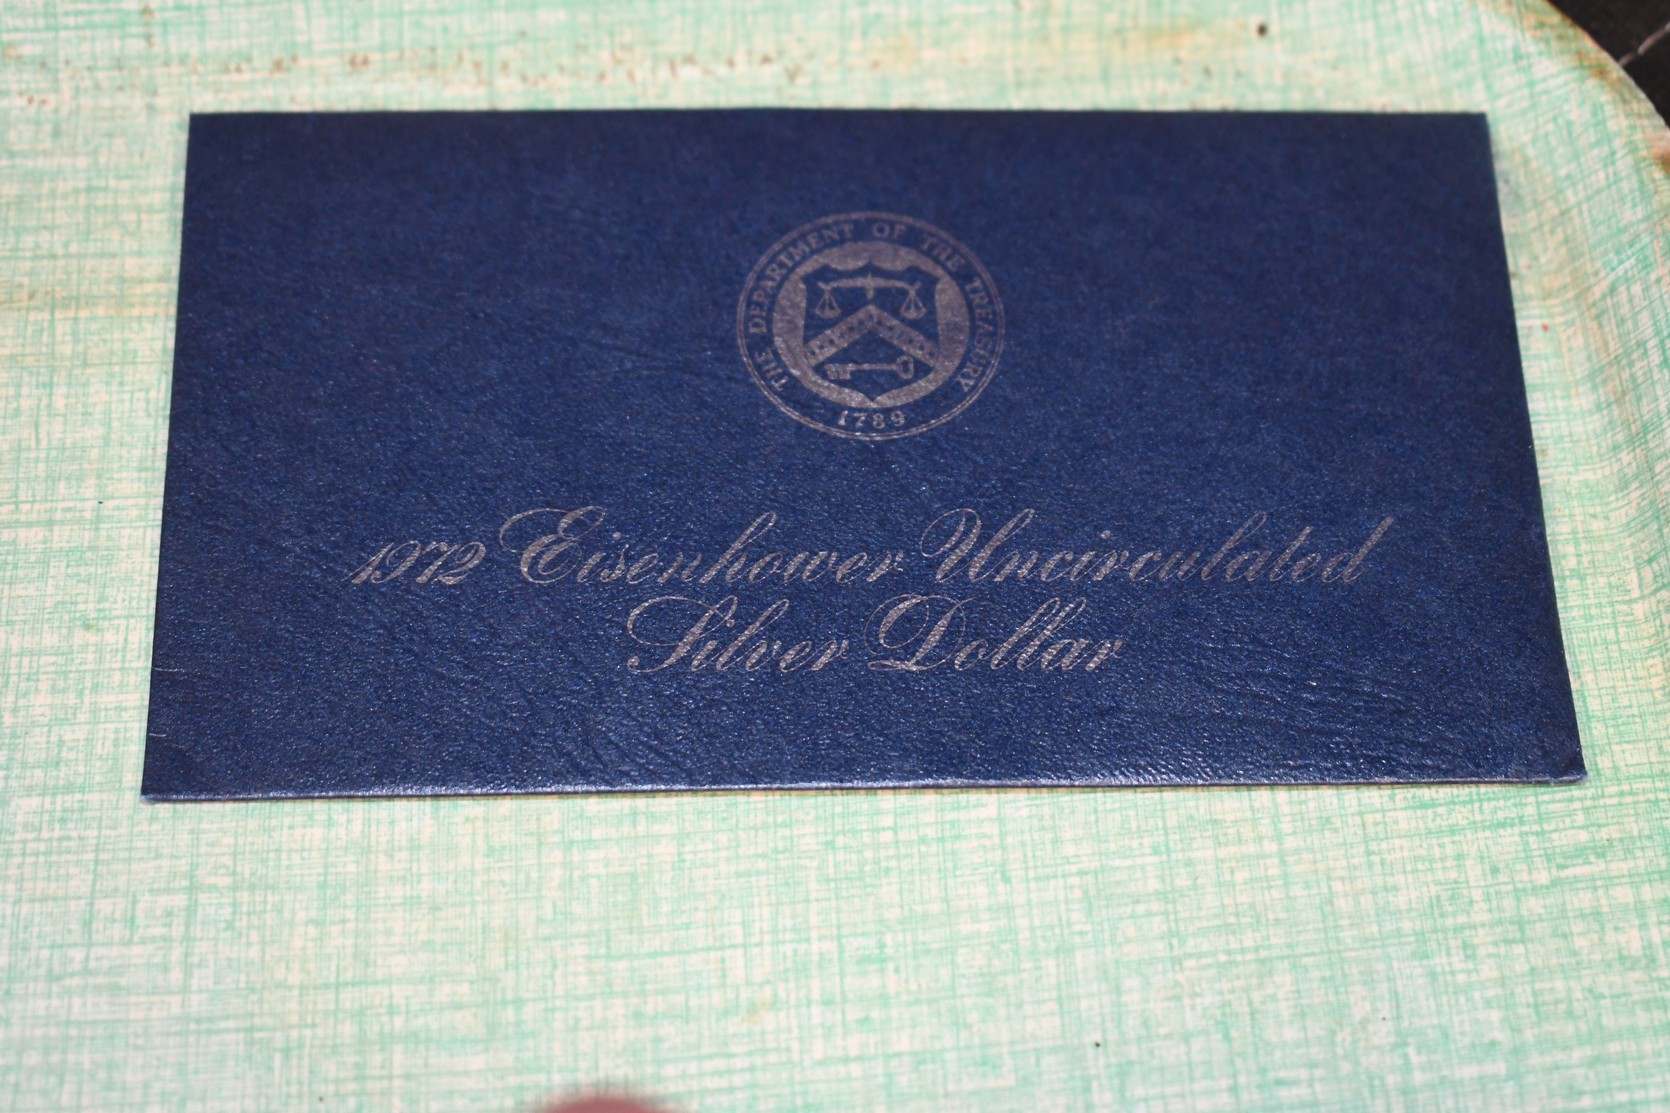 THE DEPARTMENT OF THE TREASURY
1789
1972 Eisenhower Uncirculated
Silver Dollar